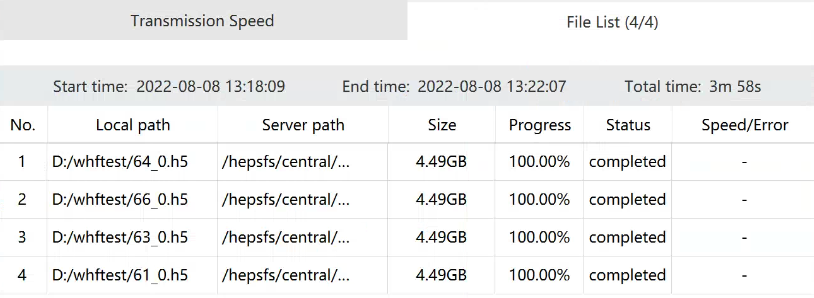 Transmission Speed File List (4/4)
Start time: 2022-08-08 13:18:09 End time: 2022-08-08 13:22:07 Total time: 3m 58s
No. Local path Server path Size Progress Status Speed/Error
1 D:/whftest/64_0.h5 /hepsfs/central/... 4.49GB 100.00% completed -
2 D:/whftest/66_0.h5 /hepsfs/central/... 4.49GB 100.00% completed -
3 D:/whftest/63_0.h5 /hepsfs/central/... 4.49GB 100.00% completed -
4 D:/whftest/61_0.h5 /hepsfs/central/... 4.49GB 100.00% completed -